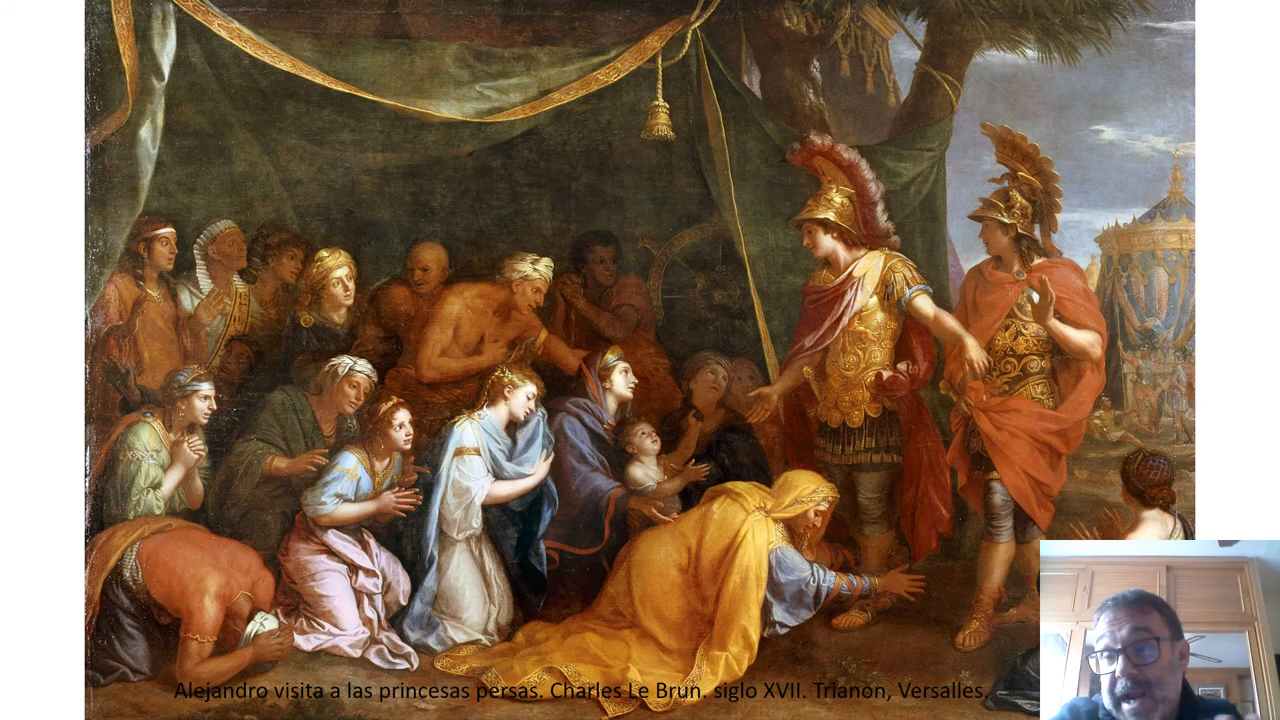 Alejandro visita a las princesas persas. Charles Le Brun. siglo XVII. Trianon, Versalles.